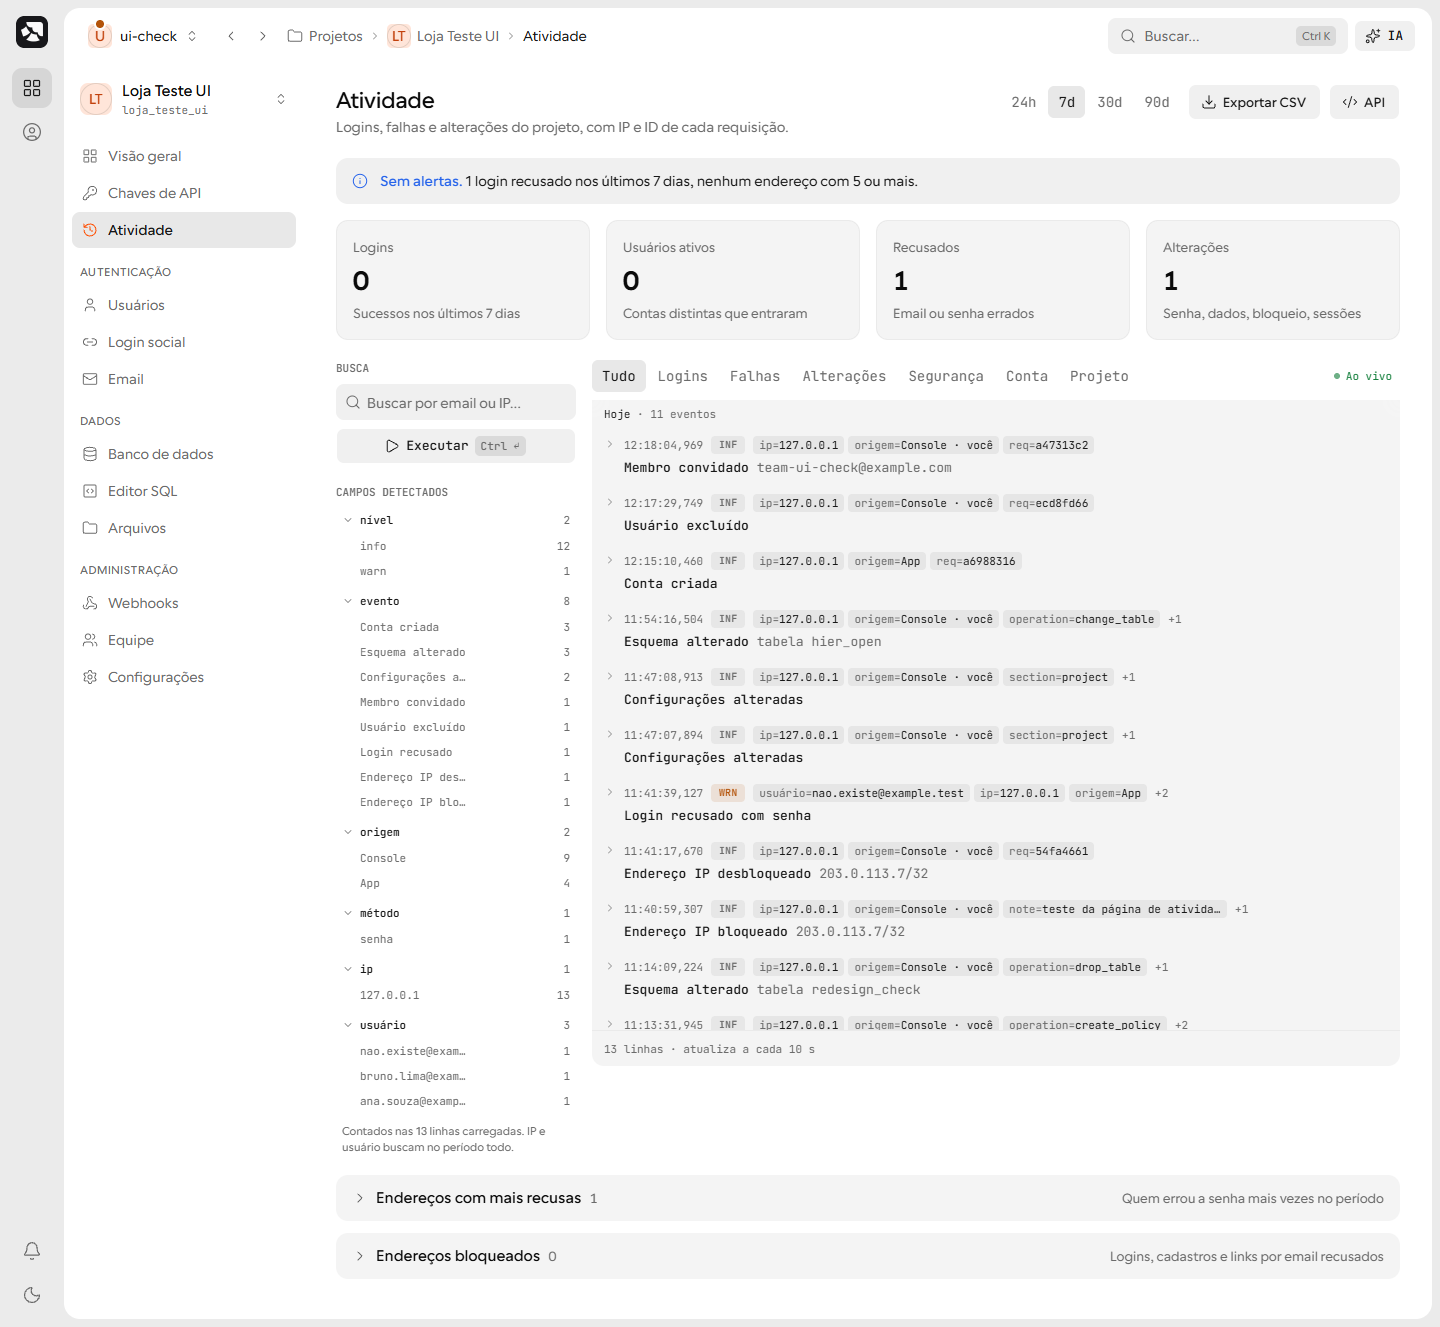 U ui-check
Projetos
LT Loja Teste UI
Atividade
Buscar...
Ctrl K
IA
LT
Loja Teste UI
loja_teste_ui
Visão geral
Chaves de API
Atividade
AUTENTICAÇÃO
Usuários
Login social
Email
DADOS
Banco de dados
Editor SQL
Arquivos
ADMINISTRAÇÃO
Webhooks
Equipe
Configurações
Atividade
Logins, falhas e alterações do projeto, com IP e ID de cada requisição.
24h 7d 30d 90d
Exportar CSV
API
Sem alertas. 1 login recusado nos últimos 7 dias, nenhum endereço com 5 ou mais.
Logins
0
Sucessos nos últimos 7 dias
Usuários ativos
0
Contas distintas que entraram
Recusados
1
Email ou senha errados
Alterações
1
Senha, dados, bloqueio, sessões
BUSCA
Buscar por email ou IP...
Executar Ctrl ⏎
CAMPOS DETECTADOS
nível 2
info 12
warn 1
evento 8
Conta criada 3
Esquema alterado 3
Configurações a… 2
Membro convidado 1
Usuário excluído 1
Login recusado 1
Endereço IP des… 1
Endereço IP blo… 1
origem 2
Console 9
App 4
método 1
senha 1
ip 1
127.0.0.1 13
usuário 3
nao.existe@exam… 1
bruno.lima@exam… 1
ana.souza@examp… 1
Contados nas 13 linhas carregadas. IP e
usuário buscam no período todo.
Tudo Logins Falhas Alterações Segurança Conta Projeto
Ao vivo
Hoje · 11 eventos
12:18:04,969 INF ip=127.0.0.1 origem=Console · você req=a47313c2
Membro convidado team-ui-check@example.com
12:17:29,749 INF ip=127.0.0.1 origem=Console · você req=ecd8fd66
Usuário excluído
12:15:10,460 INF ip=127.0.0.1 origem=App req=a6988316
Conta criada
11:54:16,504 INF ip=127.0.0.1 origem=Console · você operation=change_table +1
Esquema alterado tabela hier_open
11:47:08,913 INF ip=127.0.0.1 origem=Console · você section=project +1
Configurações alteradas
11:47:07,894 INF ip=127.0.0.1 origem=Console · você section=project +1
Configurações alteradas
11:41:39,127 WRN usuário=nao.existe@example.test ip=127.0.0.1 origem=App +2
Login recusado com senha
11:41:17,670 INF ip=127.0.0.1 origem=Console · você req=54fa4661
Endereço IP desbloqueado 203.0.113.7/32
11:40:59,307 INF ip=127.0.0.1 origem=Console · você note=teste da página de ativida… +1
Endereço IP bloqueado 203.0.113.7/32
11:14:09,224 INF ip=127.0.0.1 origem=Console · você operation=drop_table +1
Esquema alterado tabela redesign_check
11:13:31,945 INF ip=127.0.0.1 origem=Console · você operation=create_policy +2
13 linhas · atualiza a cada 10 s
Endereços com mais recusas 1
Quem errou a senha mais vezes no período
Endereços bloqueados 0
Logins, cadastros e links por email recusados